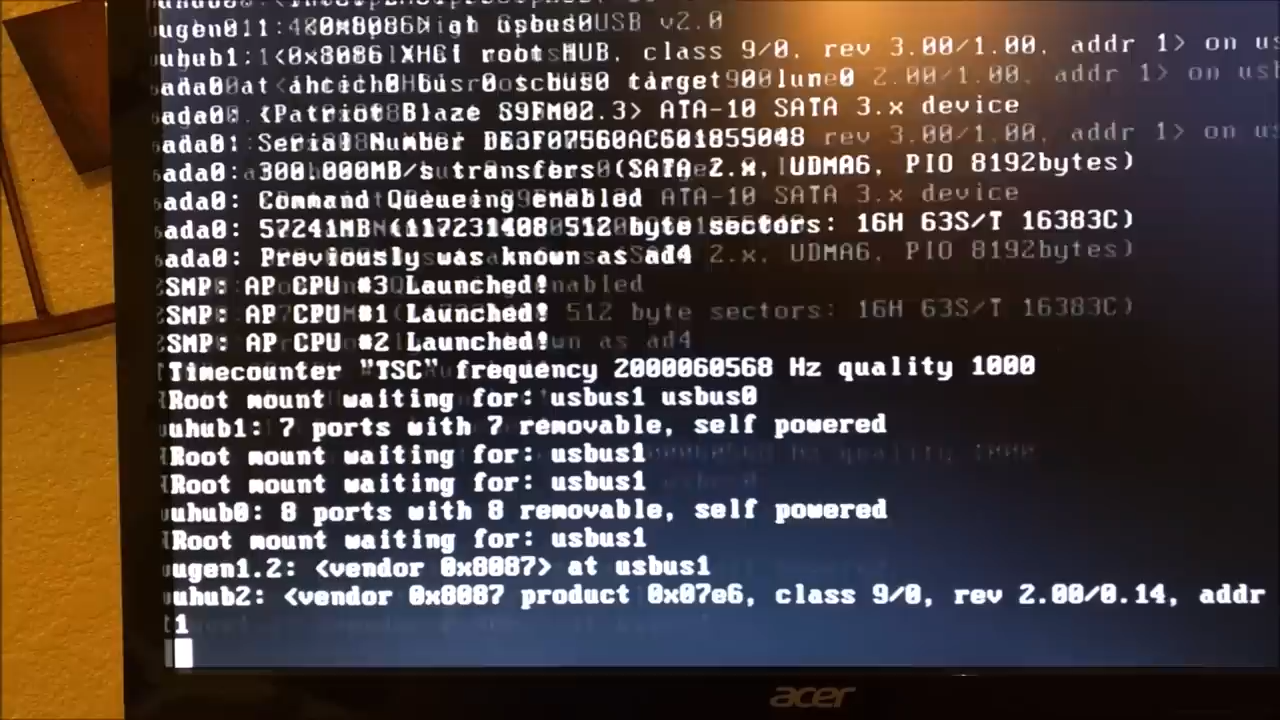 uhub1: <0x8086 XHCI root HUB, class 9/0, rev 3.00/1.00, addr 1> on us
ada0 at ahcich0 bus 0 scbus0 target 0 lun 0
ada0: <Patriot Blaze S9FM02.3> ATA-10 SATA 3.x device
ada0: Serial Number DE3F07560AC601855048
ada0: 300.000MB/s transfers (SATA 2.x, UDMA6, PIO 8192bytes)
ada0: Command Queueing enabled
ada0: 57241MB (117231408 512 byte sectors: 16H 63S/T 16383C)
ada0: Previously was known as ad4
SMP: AP CPU #3 Launched!
SMP: AP CPU #1 Launched!
SMP: AP CPU #2 Launched!
Timecounter "TSC" frequency 2000060568 Hz quality 1000
Root mount waiting for: usbus1 usbus0
uhub1: 7 ports with 7 removable, self powered
Root mount waiting for: usbus1
Root mount waiting for: usbus1
uhub0: 8 ports with 8 removable, self powered
Root mount waiting for: usbus1
ugen1.2: <vendor 0x8087> at usbus1
uhub2: <vendor 0x8087 product 0x07e6, class 9/0, rev 2.00/0.14, addr
1
acer